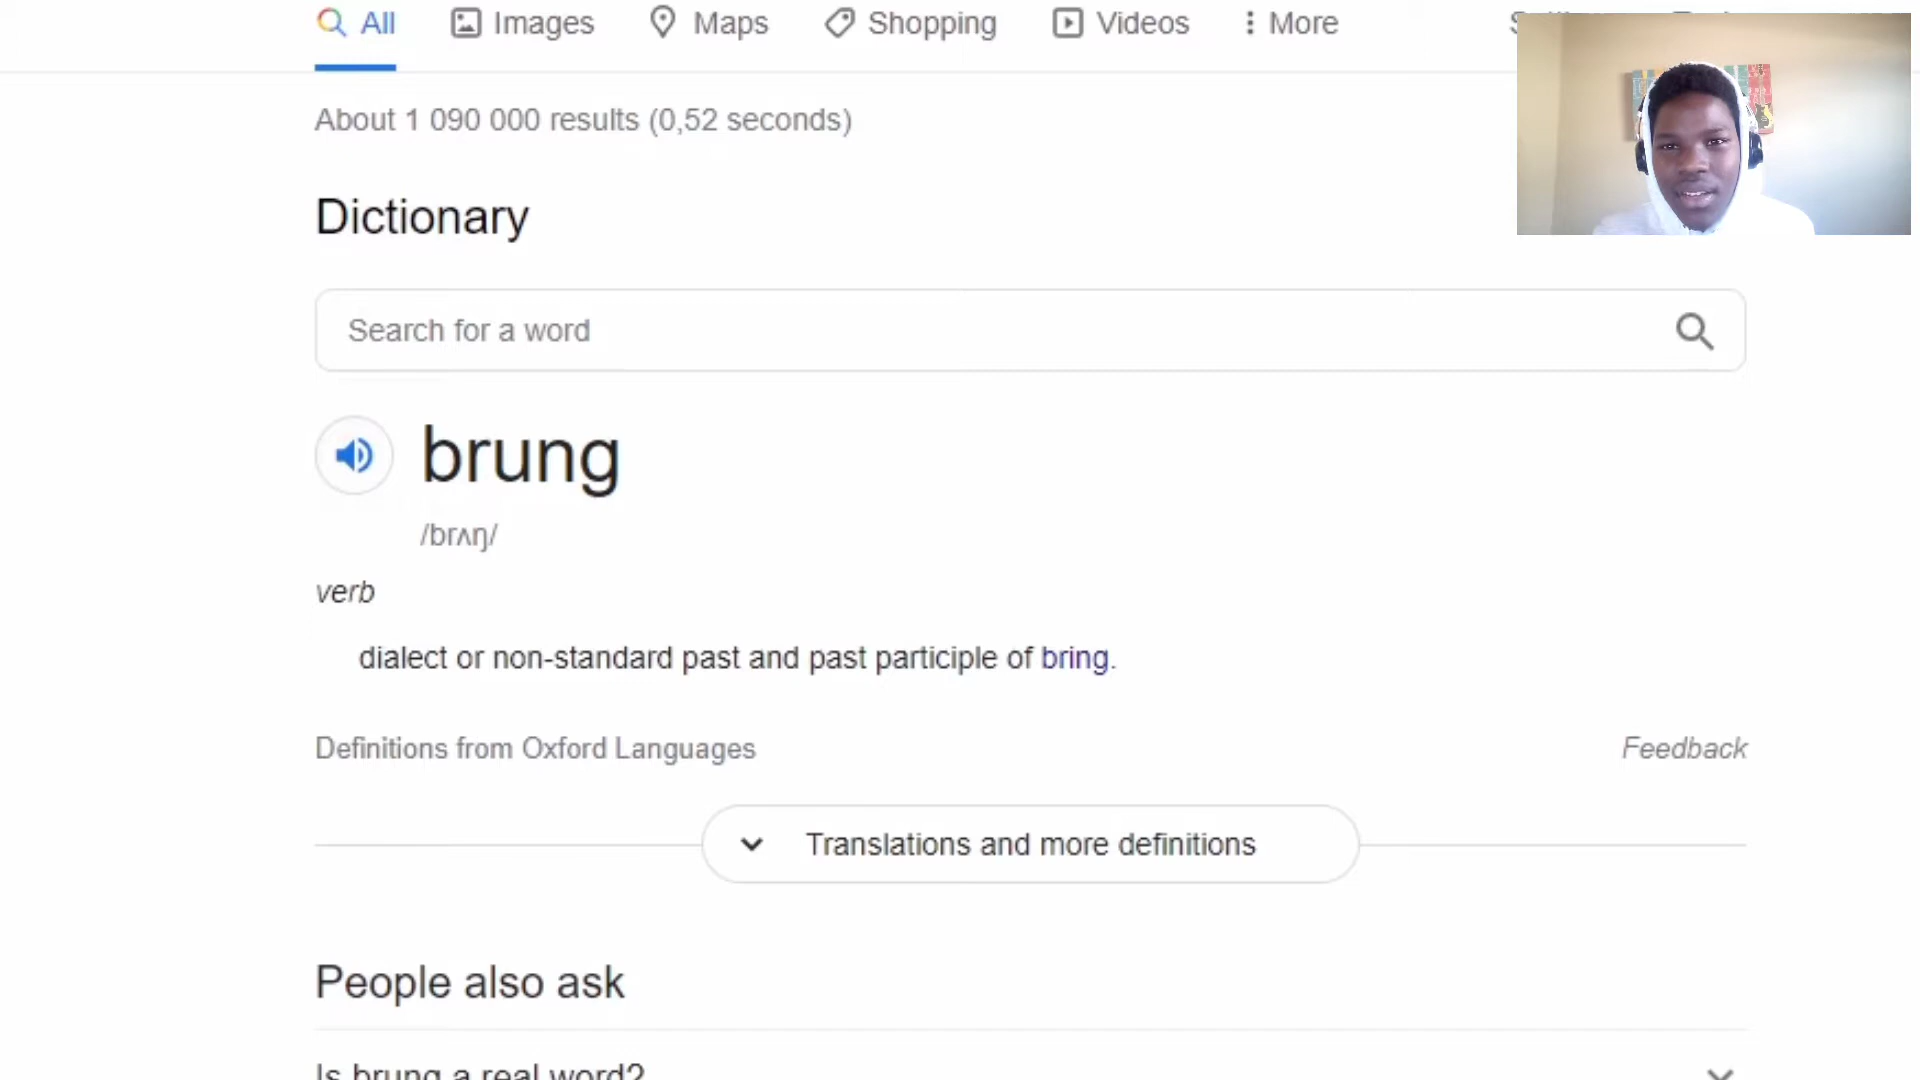 All Images Maps Shopping Videos More
About 1 090 000 results (0,52 seconds)
Dictionary
Search for a word
brung
/brʌŋ/
verb
dialect or non-standard past and past participle of bring.
Definitions from Oxford Languages Feedback
Translations and more definitions
People also ask
Is brung a real word?